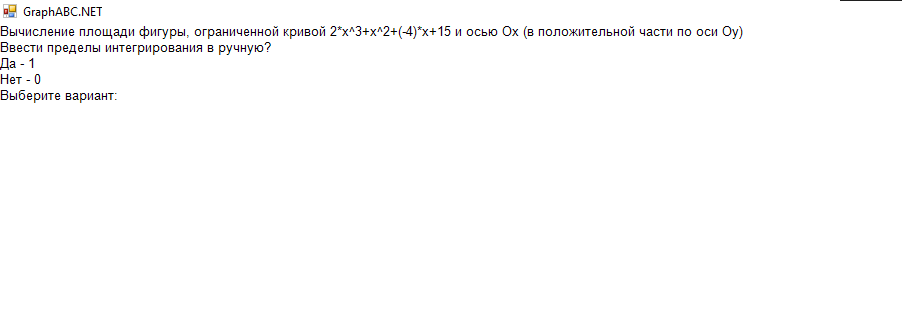 GraphABC.NET
Вычисление площади фигуры, ограниченной кривой 2*x^3+x^2+(-4)*x+15 и осью Ox (в положительной части по оси Oy)
Ввести пределы интегрирования в ручную?
Да - 1
Нет - 0
Выберите вариант: